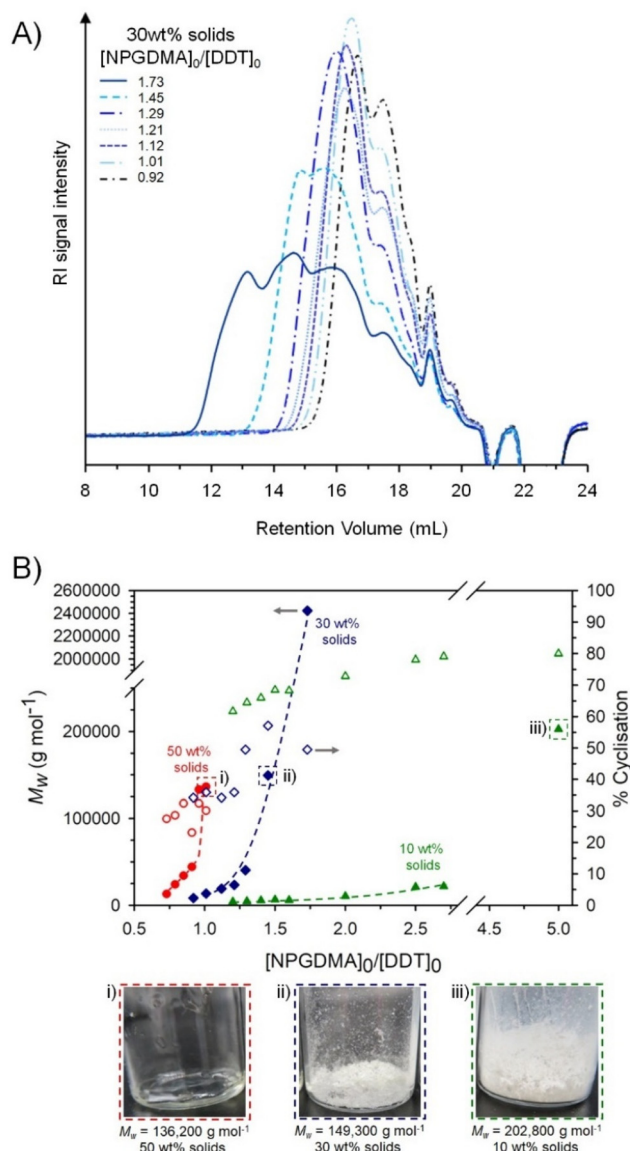 A)
30wt% solids
[NPGDMA]₀/[DDT]₀
1.73
1.45
1.29
1.21
1.12
1.01
0.92
RI signal intensity
8 10 12 14 16 18 20 22 24
Retention Volume (mL)
B)
2600000
2400000
2200000
2000000
200000
100000
0
Mw (g mol⁻¹)
100
90
80
70
60
50
40
30
20
10
0
% Cyclisation
30 wt% solids
50 wt% solids
10 wt% solids
i)
ii)
iii)
0.5 1.0 1.5 2.0 2.5 4.5 5.0
[NPGDMA]₀/[DDT]₀
i) ii) iii)
Mw = 136,200 g mol⁻¹ Mw = 149,300 g mol⁻¹ Mw = 202,800 g mol⁻¹
50 wt% solids 30 wt% solids 10 wt% solids